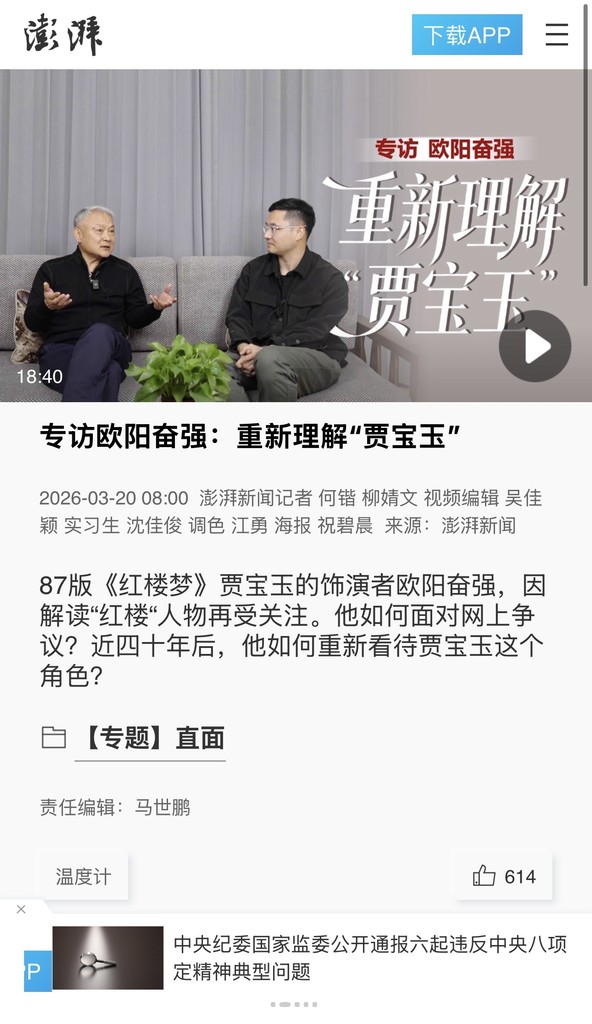 澎湃
下载APP
专访 欧阳奋强
重新理解
“贾宝玉”
18:40
专访欧阳奋强：重新理解“贾宝玉”
2026-03-20 08:00 澎湃新闻记者 何锴 柳婧文 视频编辑 吴佳
颖 实习生 沈佳俊 调色 江勇 海报 祝碧晨 来源：澎湃新闻
87版《红楼梦》贾宝玉的饰演者欧阳奋强，因
解读“红楼“人物再受关注。他如何面对网上争
议？近四十年后，他如何重新看待贾宝玉这个
角色？
【专题】直面
责任编辑：马世鹏
温度计
614
PP
中央纪委国家监委公开通报六起违反中央八项
定精神典型问题